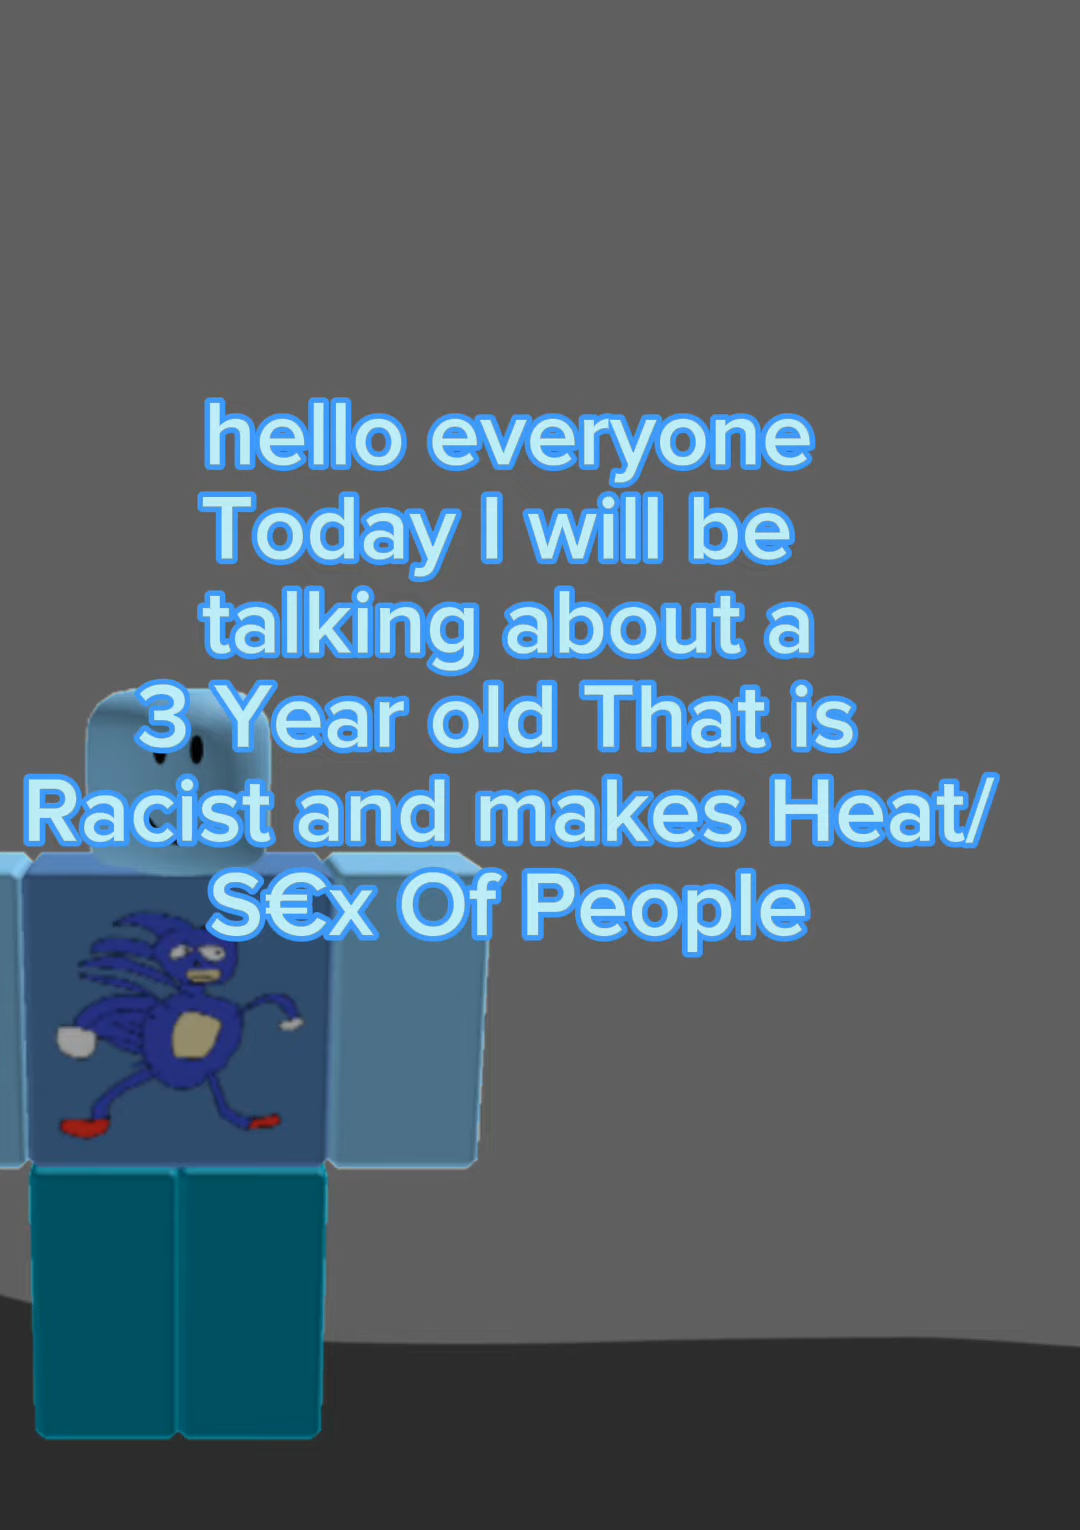 hello everyone
Today I will be
talking about a
3 Year old That is
Racist and makes Heat/
S€x Of People